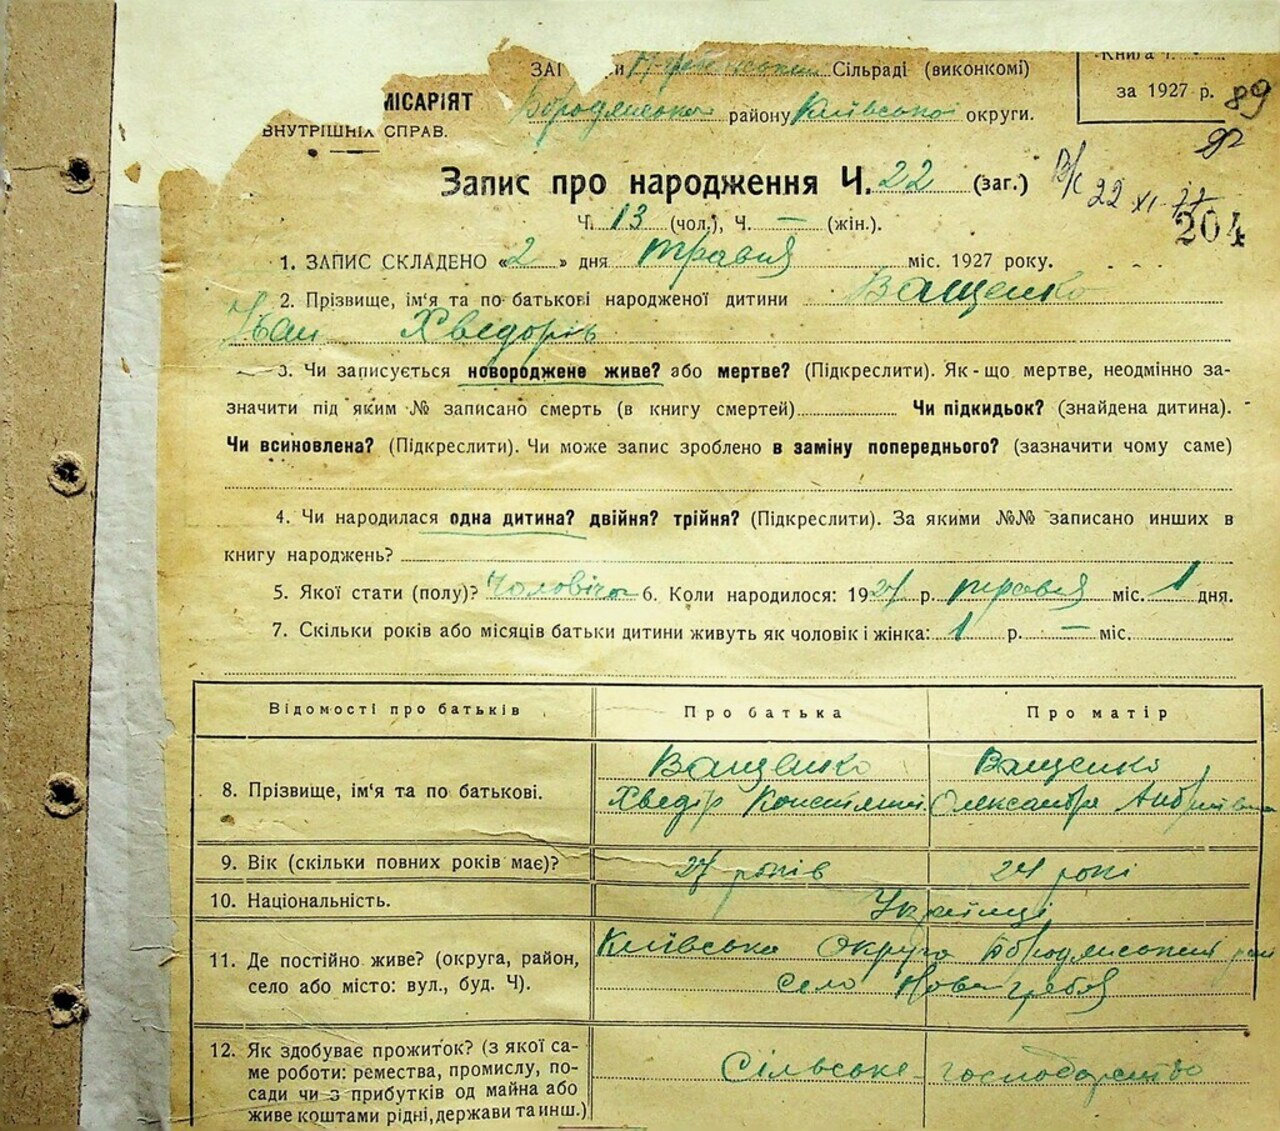 Сільраді (виконкомі)
Книга Ч.
за 1927 р. 89
МІСАРІЯТ
Бородянсько району Київської округи.
ВНУТРІШНІХ СПРАВ.
92
Запис про народження Ч. 22 (заг.)
22 XI 77
204
Ч. 13 (чол.), Ч. — (жін.).
1. ЗАПИС СКЛАДЕНО «2» дня травня міс. 1927 року.
2. Прізвище, ім'я та по батькові народженої дитини Ващенко
Іван Хведорів
3. Чи записується новороджене живе? або мертве? (Підкреслити). Як-що мертве, неодмінно за-
значити під яким № записано смерть (в книгу смертей) Чи підкидьок? (знайдена дитина).
Чи всиновлена? (Підкреслити). Чи може запис зроблено в заміну попереднього? (зазначити чому саме)
4. Чи народилася одна дитина? двійня? трійня? (Підкреслити). За якими №№ записано инших в
книгу народжень?
5. Якої стати (полу)? Чоловіча 6. Коли народилося: 1927 р. травня міс. 1 дня.
7. Скільки років або місяців батьки дитини живуть як чоловік і жінка: 1 р. — міс.
Відомості про батьків Про батька Про матір
Ващенко Ващенко
8. Прізвище, ім'я та по батькові. Хведір Олександра
9. Вік (скільки повних років має)? 27 років 24 роки
10. Національність. Українці
11. Де постійно живе? (округа, район, Київська Округа Бородянський
село або місто: вул., буд. Ч). село Нова гребля
12. Як здобуває прожиток? (з якої са-
ме роботи: ремества, промислу, по- Сільське-господарство
сади чи з прибутків од майна або
живе коштами рідні, держави та инш.)